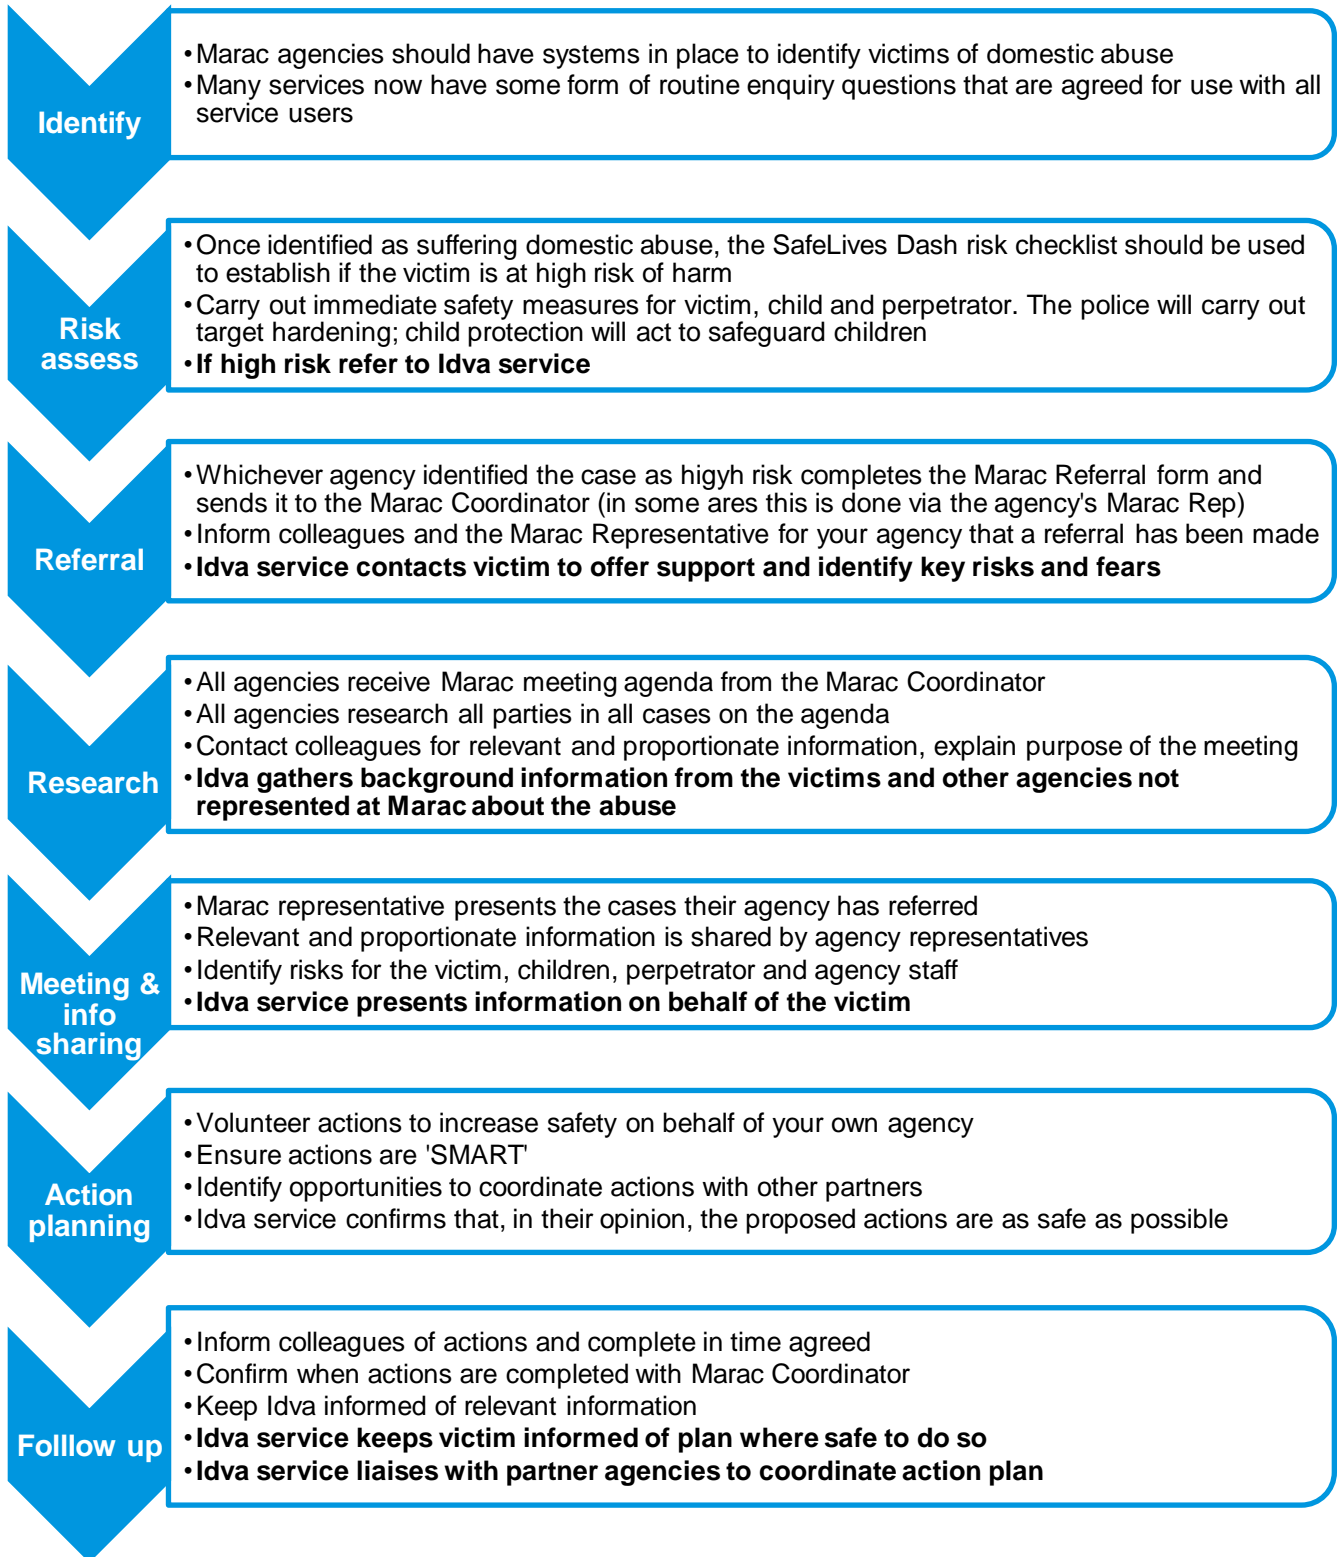 Identify
•Marac agencies should have systems in place to identify victims of domestic abuse
•Many services now have some form of routine enquiry questions that are agreed for use with all
service users
Risk
assess
•Once identified as suffering domestic abuse, the SafeLives Dash risk checklist should be used
to establish if the victim is at high risk of harm
•Carry out immediate safety measures for victim, child and perpetrator. The police will carry out
target hardening; child protection will act to safeguard children
•If high risk refer to Idva service
Referral
•Whichever agency identified the case as higyh risk completes the Marac Referral form and
sends it to the Marac Coordinator (in some ares this is done via the agency's Marac Rep)
•Inform colleagues and the Marac Representative for your agency that a referral has been made
•Idva service contacts victim to offer support and identify key risks and fears
Research
•All agencies receive Marac meeting agenda from the Marac Coordinator
•All agencies research all parties in all cases on the agenda
•Contact colleagues for relevant and proportionate information, explain purpose of the meeting
•Idva gathers background information from the victims and other agencies not
represented at Marac about the abuse
Meeting &
info
sharing
•Marac representative presents the cases their agency has referred
•Relevant and proportionate information is shared by agency representatives
•Identify risks for the victim, children, perpetrator and agency staff
•Idva service presents information on behalf of the victim
Action
planning
•Volunteer actions to increase safety on behalf of your own agency
•Ensure actions are 'SMART'
•Identify opportunities to coordinate actions with other partners
•Idva service confirms that, in their opinion, the proposed actions are as safe as possible
Folllow up
•Inform colleagues of actions and complete in time agreed
•Confirm when actions are completed with Marac Coordinator
•Keep Idva informed of relevant information
•Idva service keeps victim informed of plan where safe to do so
•Idva service liaises with partner agencies to coordinate action plan